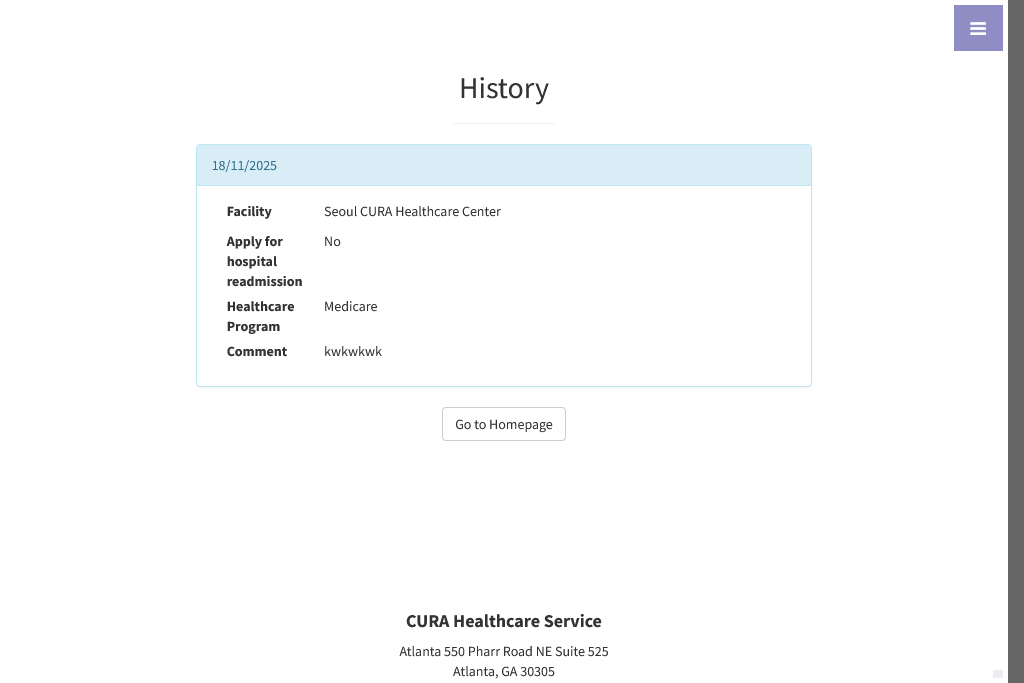 History
18/11/2025
Facility Seoul CURA Healthcare Center
Apply for No
hospital
readmission
Healthcare Medicare
Program
Comment kwkwkwk
Go to Homepage
CURA Healthcare Service
Atlanta 550 Pharr Road NE Suite 525
Atlanta, GA 30305